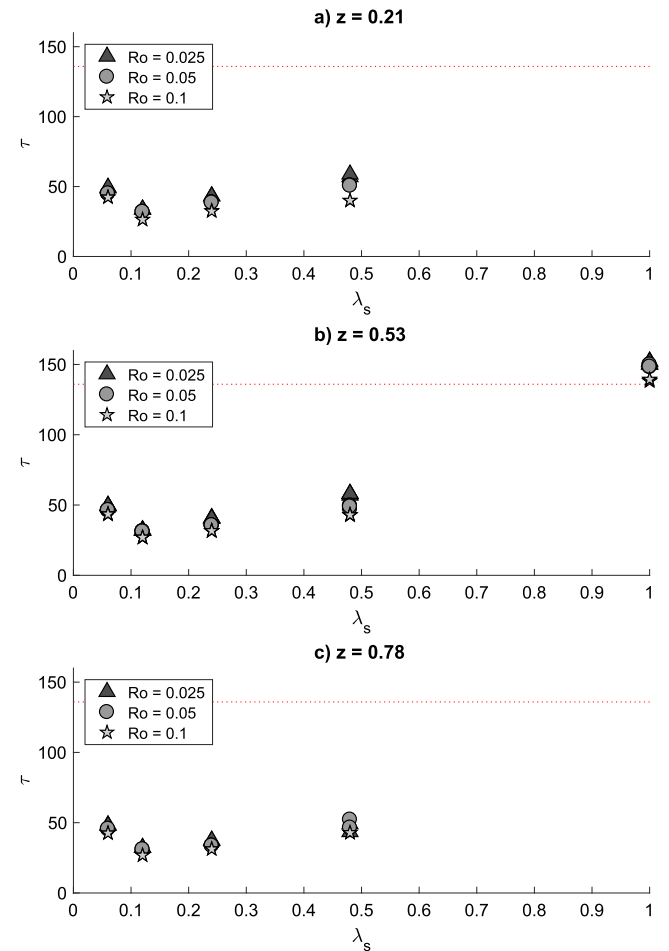 a) z = 0.21
150
Ro = 0.025
Ro = 0.05
Ro = 0.1
100
τ
50
0
0 0.1 0.2 0.3 0.4 0.5 0.6 0.7 0.8 0.9 1
λs
b) z = 0.53
150
Ro = 0.025
Ro = 0.05
Ro = 0.1
100
τ
50
0
0 0.1 0.2 0.3 0.4 0.5 0.6 0.7 0.8 0.9 1
λs
c) z = 0.78
150
Ro = 0.025
Ro = 0.05
Ro = 0.1
100
τ
50
0
0 0.1 0.2 0.3 0.4 0.5 0.6 0.7 0.8 0.9 1
λs